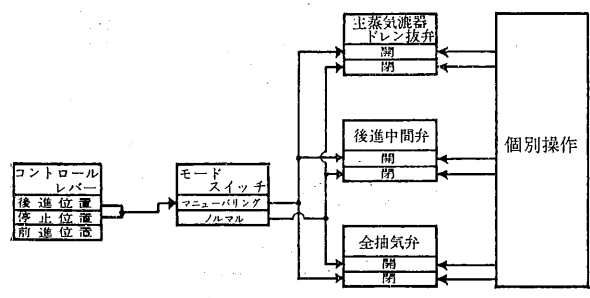 コントロール
レバー
後進位置
停止位置
前進位置
モード
スイッチ
マニューバリング
ノルマル
主蒸気漉器
ドレン抜弁
開
閉
後進中間弁
開
閉
全抽気弁
開
閉
個別操作